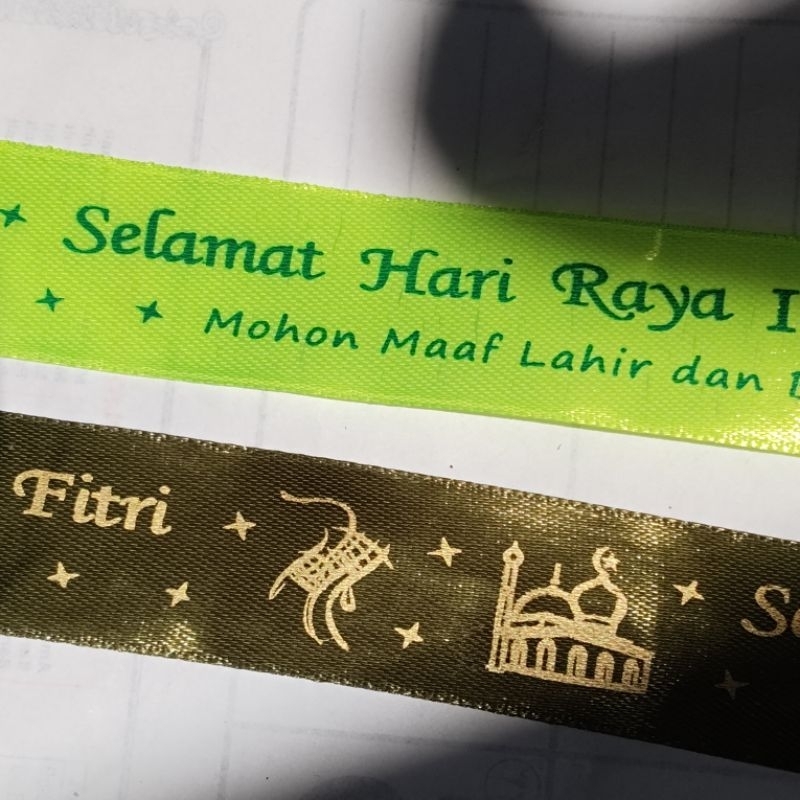 Selamat Hari Raya I
Mohon Maaf Lahir dan
Fitri